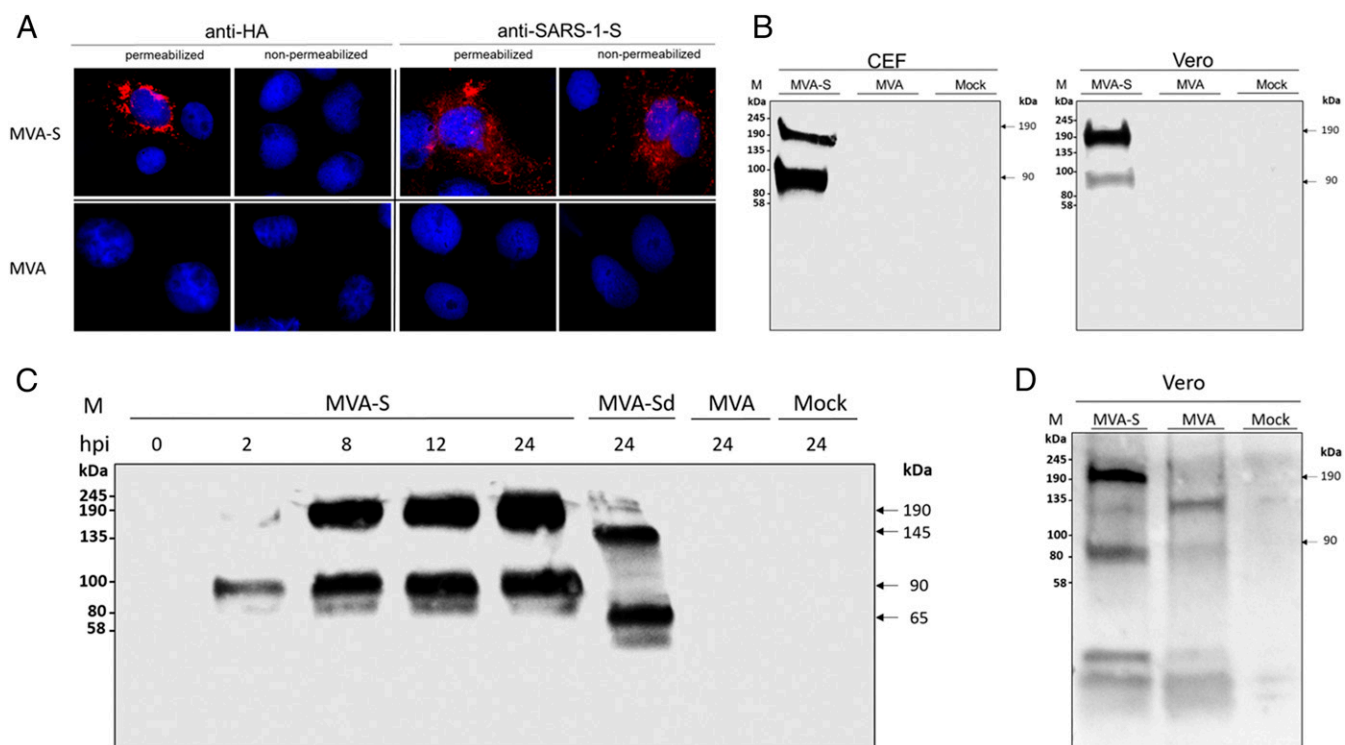 A
anti-HA
anti-SARS-1-S
permeabilized
non-permeabilized
permeabilized
non-permeabilized
MVA-S
MVA
B
CEF
M
MVA-S
MVA
Mock
kDa
kDa
245
190
190
135
100
90
80
58
Vero
M
MVA-S
MVA
Mock
kDa
kDa
245
190
190
135
100
90
80
58
C
M
MVA-S
MVA-Sd
MVA
Mock
hpi
0
2
8
12
24
24
24
24
kDa
kDa
245
190
190
145
135
100
90
80
65
58
D
Vero
M
MVA-S
MVA
Mock
kDa
kDa
245
190
190
135
100
90
80
58